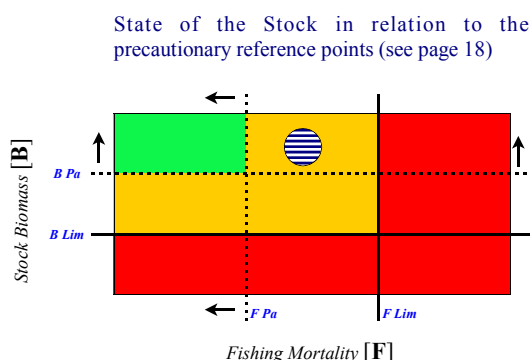 State of the Stock in relation to the
precautionary reference points (see page 18)
Stock Biomass [B]
B Pa
B Lim
F Pa
F Lim
Fishing Mortality [F]